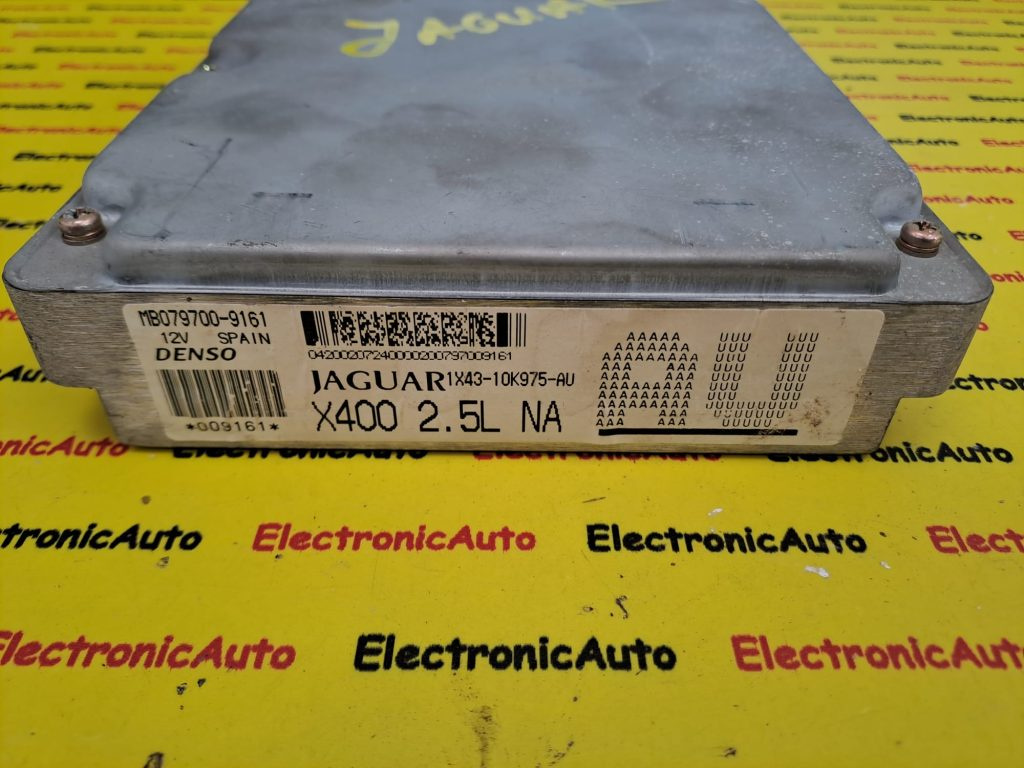 JAGUAR
MB079700-9161
12V SPAIN
DENSO
*009161*
04200207240000200797009161
JAGUAR 1X43-10K975-AU
X400 2.5L NA
AU
ElectronicAuto ElectronicAuto ElectronicAuto ElectronicAuto
ElectronicAuto ElectronicAuto ElectronicAuto